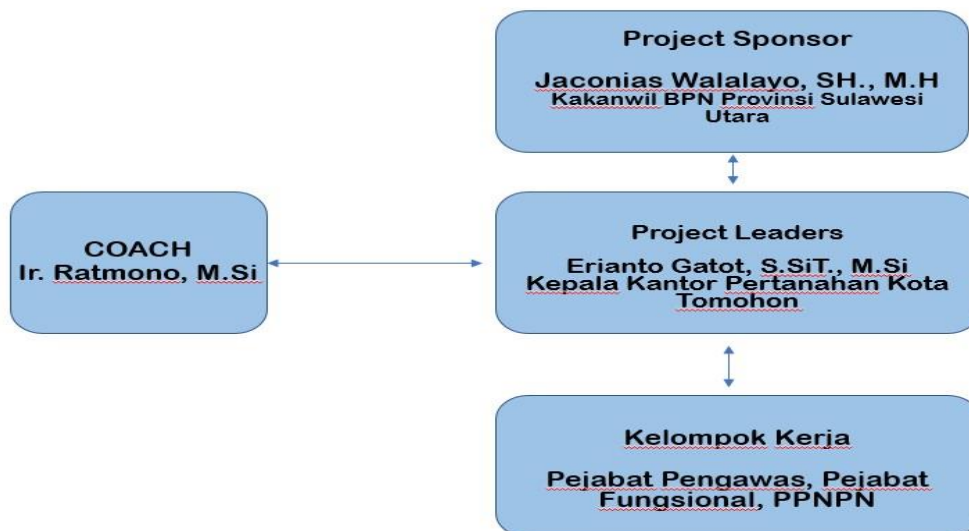 Project Sponsor
Jaconias Walalayo, SH., M.H
Kakanwil BPN Provinsi Sulawesi
Utara
COACH
Ir. Ratmono, M.Si
Project Leaders
Erianto Gatot, S.SiT., M.Si
Kepala Kantor Pertanahan Kota
Tomohon
Kelompok Kerja
Pejabat Pengawas, Pejabat
Fungsional, PPNPN